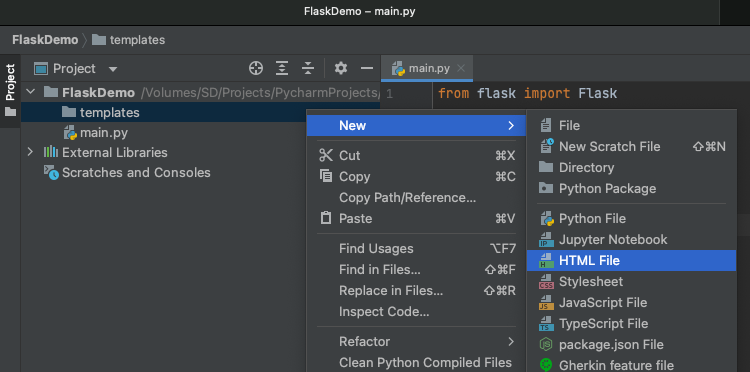 FlaskDemo – main.py
FlaskDemo
templates
Project
Project
main.py
FlaskDemo /Volumes/SD/Projects/PycharmProjects/
templates
main.py
External Libraries
Scratches and Consoles
1 from flask import Flask
New
Cut ⌘X
Copy ⌘C
Copy Path/Reference...
Paste ⌘V
Find Usages ⌥F7
Find in Files... ⇧⌘F
Replace in Files... ⇧⌘R
Inspect Code...
Refactor
Clean Python Compiled Files
File
New Scratch File ⇧⌘N
Directory
Python Package
Python File
Jupyter Notebook
HTML File
Stylesheet
JavaScript File
TypeScript File
package.json File
Gherkin feature file